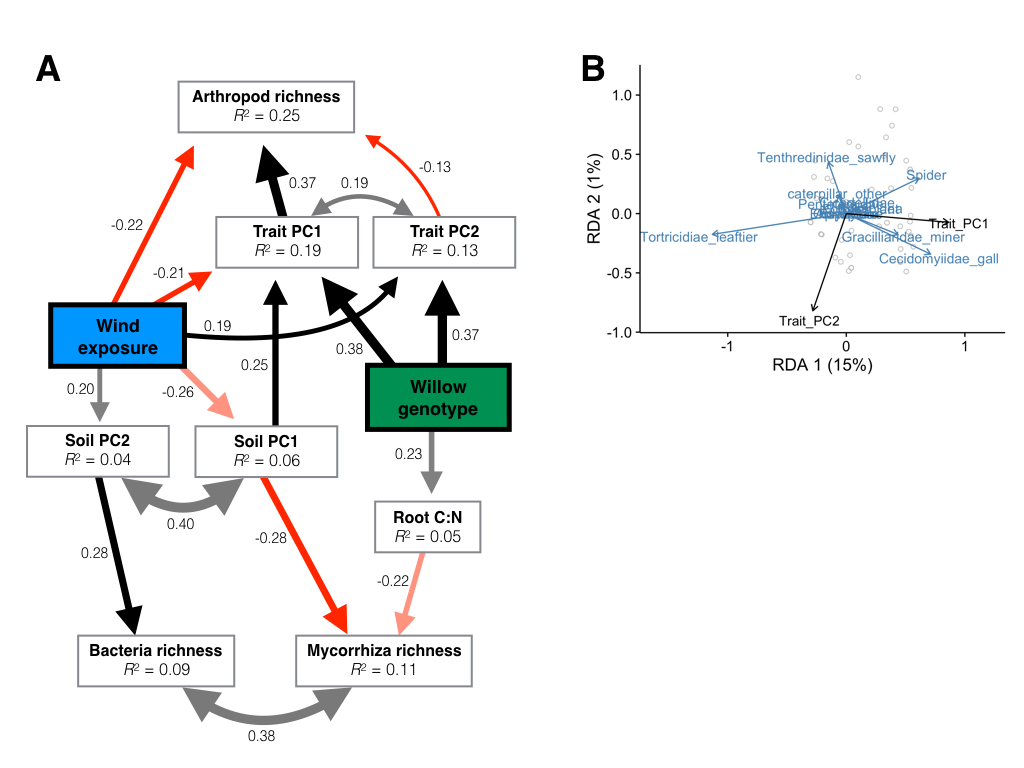 A
Arthropod richness
R² = 0.25
-0.13
0.37
0.19
-0.22
Trait PC1
R² = 0.19
Trait PC2
R² = 0.13
-0.21
Wind
exposure
0.19
0.38
0.37
0.25
0.20
-0.26
Willow
genotype
Soil PC2
R² = 0.04
Soil PC1
R² = 0.06
0.23
0.40
Root C:N
R² = 0.05
0.28
-0.28
-0.22
Bacteria richness
R² = 0.09
Mycorrhiza richness
R² = 0.11
0.38
B
1.0
0.5
0.0
-0.5
-1.0
RDA 2 (1%)
Tenthredinidae_sawfly
Spider
caterpillar_other
Trait_PC1
Tortricidiae_leaftier
Gracilliaridae_miner
Cecidomyiidae_gall
Trait_PC2
-1
0
1
RDA 1 (15%)